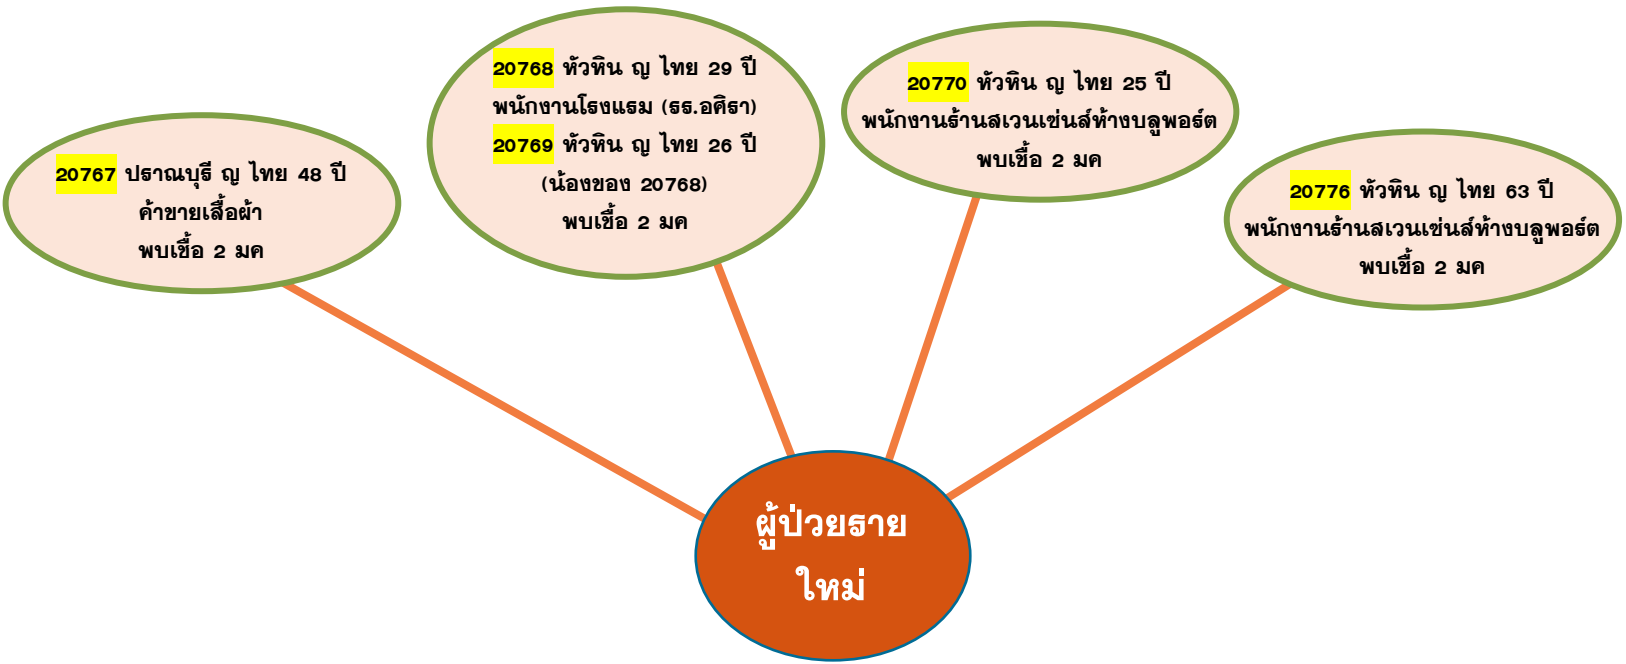 20767 ปราณบุรี ญ ไทย 48 ปี
ค้าขายเสื้อผ้า
พบเชื้อ 2 มค
20768 หัวหิน ญ ไทย 29 ปี
พนักงานโรงแรม (รร.อศิรา)
20769 หัวหิน ญ ไทย 26 ปี
(น้องของ 20768)
พบเชื้อ 2 มค
20770 หัวหิน ญ ไทย 25 ปี
พนักงานร้านสเวนเซ่นส์ห้างบลูพอร์ต
พบเชื้อ 2 มค
20776 หัวหิน ญ ไทย 63 ปี
พนักงานร้านสเวนเซ่นส์ห้างบลูพอร์ต
พบเชื้อ 2 มค
ผู้ป่วยราย
ใหม่